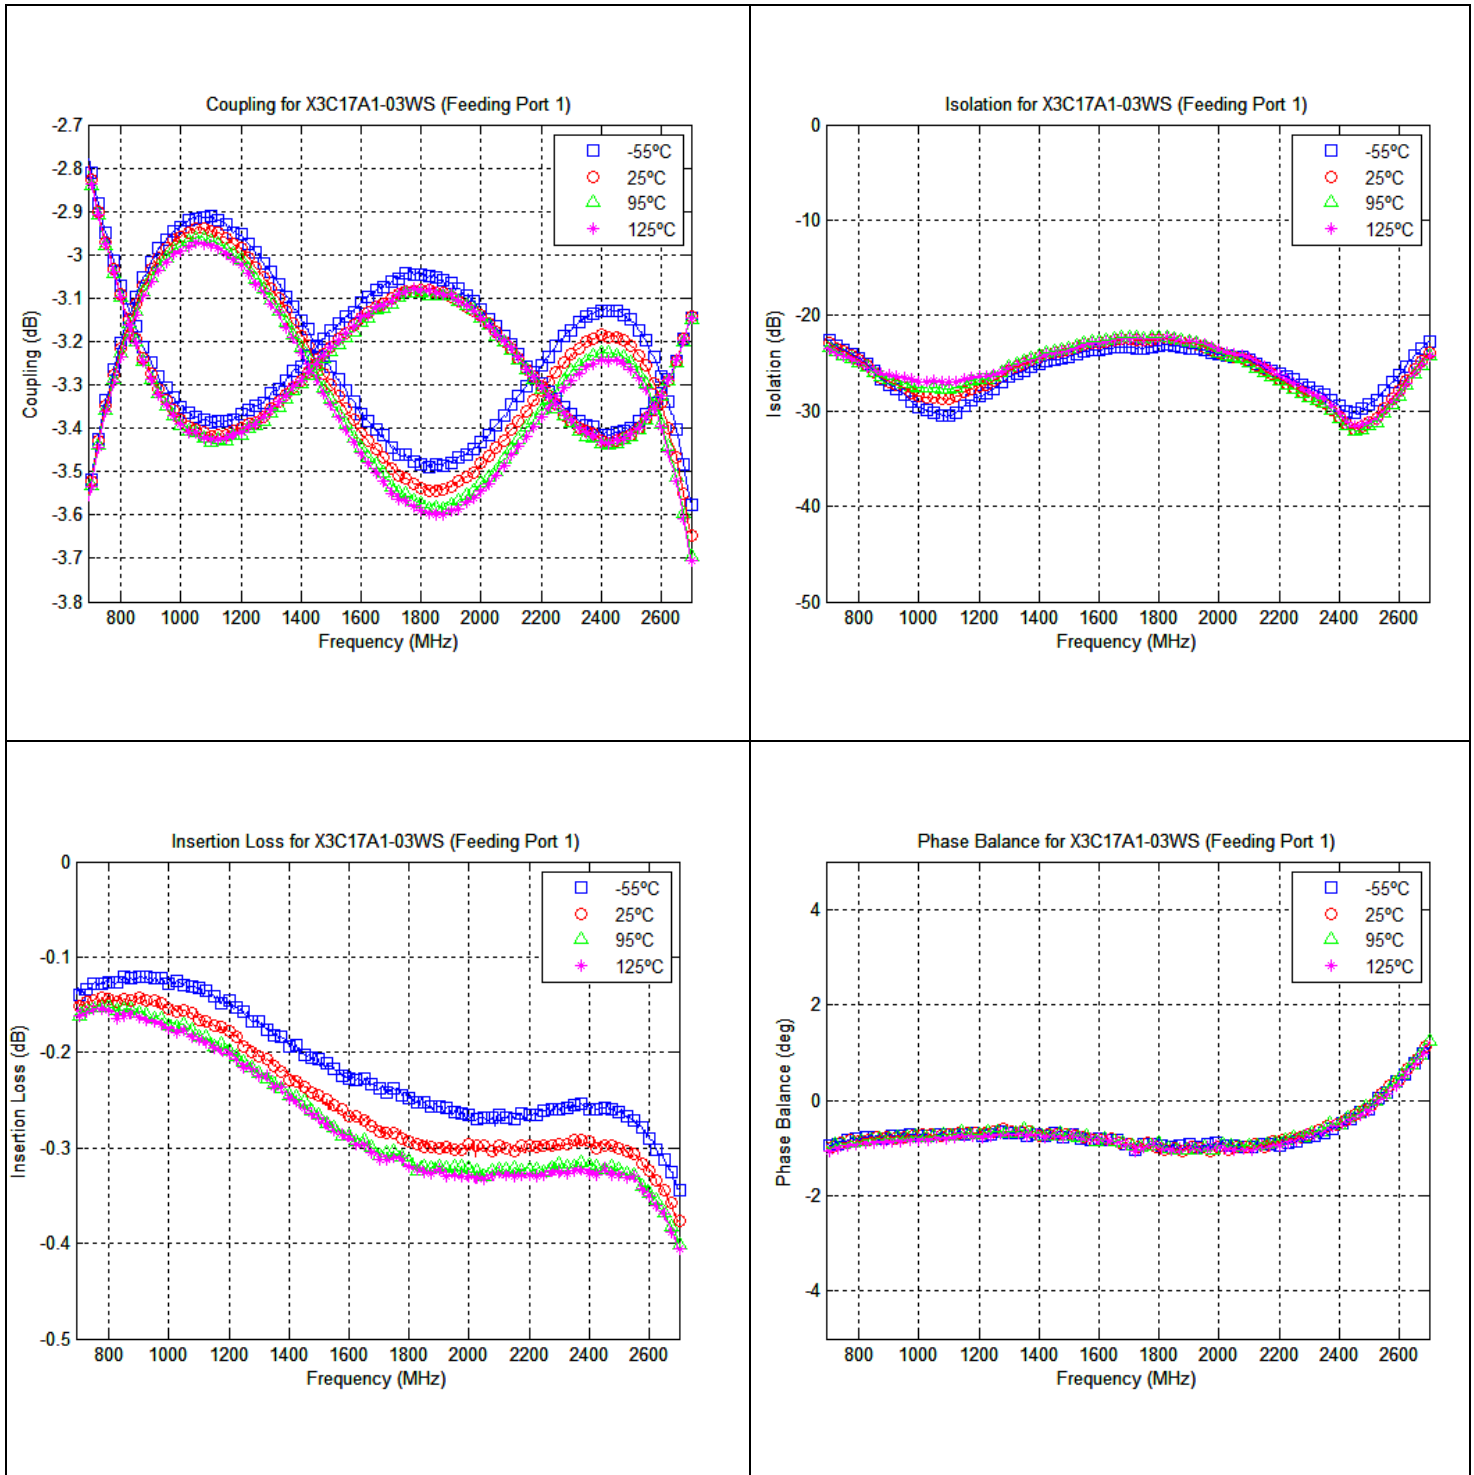 Coupling for X3C17A1-03WS (Feeding Port 1)
-2.7
-2.8
-2.9
-3
-3.1
-3.2
-3.3
-3.4
-3.5
-3.6
-3.7
-3.8
Coupling (dB)
-55ºC
25ºC
95ºC
125ºC
800 1000 1200 1400 1600 1800 2000 2200 2400 2600
Frequency (MHz)
Isolation for X3C17A1-03WS (Feeding Port 1)
0
-10
-20
-30
-40
-50
Isolation (dB)
-55ºC
25ºC
95ºC
125ºC
800 1000 1200 1400 1600 1800 2000 2200 2400 2600
Frequency (MHz)
Insertion Loss for X3C17A1-03WS (Feeding Port 1)
0
-0.1
-0.2
-0.3
-0.4
-0.5
Insertion Loss (dB)
-55ºC
25ºC
95ºC
125ºC
800 1000 1200 1400 1600 1800 2000 2200 2400 2600
Frequency (MHz)
Phase Balance for X3C17A1-03WS (Feeding Port 1)
4
2
0
-2
-4
Phase Balance (deg)
-55ºC
25ºC
95ºC
125ºC
800 1000 1200 1400 1600 1800 2000 2200 2400 2600
Frequency (MHz)